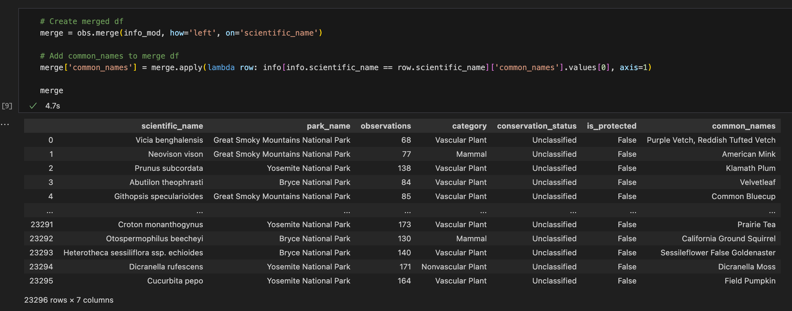 # Create merged df
merge = obs.merge(info_mod, how='left', on='scientific_name')
# Add common_names to merge df
merge['common_names'] = merge.apply(lambda row: info[info.scientific_name == row.scientific_name]['common_names'].values[0], axis=1)
merge
[9] ✓ 4.7s
...
scientific_name park_name observations category conservation_status is_protected common_names
0 Vicia benghalensis Great Smoky Mountains National Park 68 Vascular Plant Unclassified False Purple Vetch, Reddish Tufted Vetch
1 Neovison vison Great Smoky Mountains National Park 77 Mammal Unclassified False American Mink
2 Prunus subcordata Yosemite National Park 138 Vascular Plant Unclassified False Klamath Plum
3 Abutilon theophrasti Bryce National Park 84 Vascular Plant Unclassified False Velvetleaf
4 Githopsis specularioides Great Smoky Mountains National Park 85 Vascular Plant Unclassified False Common Bluecup
... ... ... ... ... ... ... ...
23291 Croton monanthogynus Yosemite National Park 173 Vascular Plant Unclassified False Prairie Tea
23292 Otospermophilus beecheyi Bryce National Park 130 Mammal Unclassified False California Ground Squirrel
23293 Heterotheca sessiliflora ssp. echioides Bryce National Park 140 Vascular Plant Unclassified False Sessileflower False Goldenaster
23294 Dicranella rufescens Yosemite National Park 171 Nonvascular Plant Unclassified False Dicranella Moss
23295 Cucurbita pepo Yosemite National Park 164 Vascular Plant Unclassified False Field Pumpkin
23296 rows × 7 columns